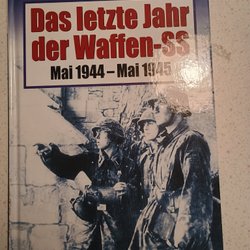 Das letzte Jahr
der Waffen-SS
Mai 1944 – Mai 1945